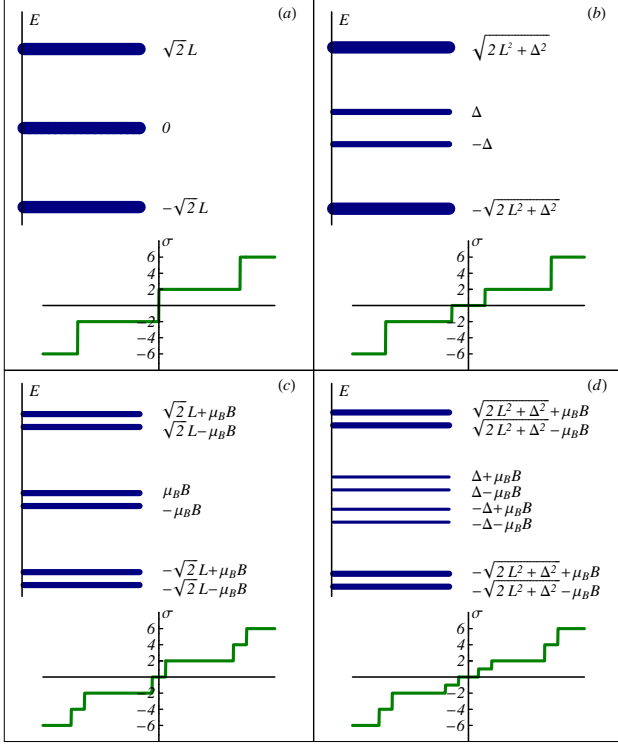 E
(a)
√2 L
0
−√2 L
σ
6
4
2
−2
−4
−6
E
(b)
√2 L² + Δ²
Δ
−Δ
−√2 L² + Δ²
σ
6
4
2
−2
−4
−6
E
(c)
√2 L+μ_B B
√2 L−μ_B B
μ_B B
−μ_B B
−√2 L+μ_B B
−√2 L−μ_B B
σ
6
4
2
−2
−4
−6
E
(d)
√2 L² + Δ² +μ_B B
√2 L² + Δ² −μ_B B
Δ+μ_B B
Δ−μ_B B
−Δ+μ_B B
−Δ−μ_B B
−√2 L² + Δ² +μ_B B
−√2 L² + Δ² −μ_B B
σ
6
4
2
−2
−4
−6